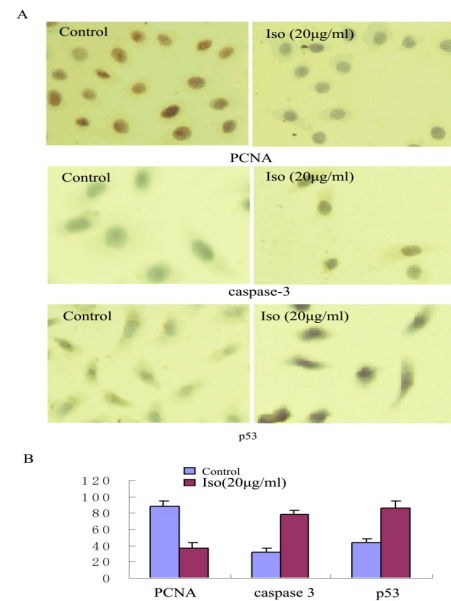 A
Control
Iso (20μg/ml)
PCNA
Control
Iso (20μg/ml)
caspase-3
Control
Iso (20μg/ml)
p53
B
Control
Iso(20μg/ml)
120
100
80
60
40
20
0
PCNA
caspase 3
p53